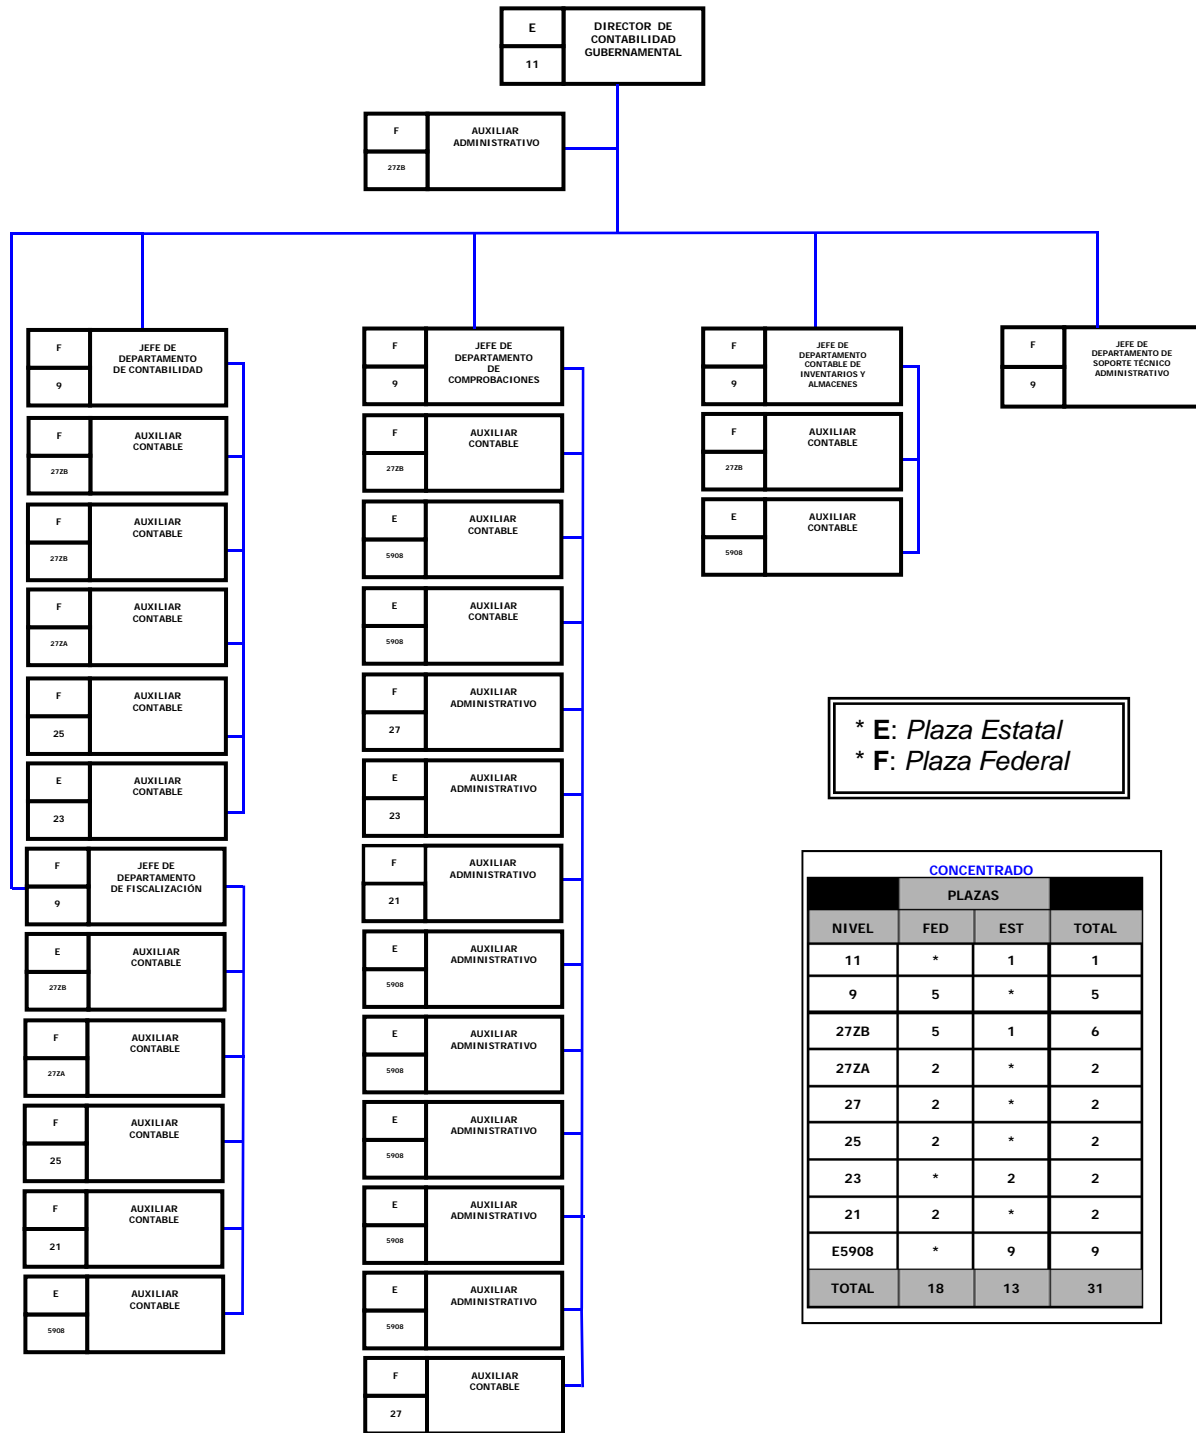 E
DIRECTOR DE
CONTABILIDAD
GUBERNAMENTAL
11
F
AUXILIAR
ADMINISTRATIVO
27ZB
F
JEFE DE
DEPARTAMENTO
DE CONTABILIDAD
9
F
AUXILIAR
CONTABLE
27ZB
F
AUXILIAR
CONTABLE
27ZB
F
AUXILIAR
CONTABLE
27ZA
F
AUXILIAR
CONTABLE
25
E
AUXILIAR
CONTABLE
23
F
JEFE DE
DEPARTAMENTO
DE FISCALIZACIÓN
9
E
AUXILIAR
CONTABLE
27ZB
F
AUXILIAR
CONTABLE
27ZA
F
AUXILIAR
CONTABLE
25
F
AUXILIAR
CONTABLE
21
E
AUXILIAR
CONTABLE
5908
F
JEFE DE
DEPARTAMENTO
DE
COMPROBACIONES
9
F
AUXILIAR
CONTABLE
27ZB
E
AUXILIAR
CONTABLE
5908
E
AUXILIAR
CONTABLE
5908
F
AUXILIAR
ADMINISTRATIVO
27
E
AUXILIAR
ADMINISTRATIVO
23
F
AUXILIAR
ADMINISTRATIVO
21
E
AUXILIAR
ADMINISTRATIVO
5908
E
AUXILIAR
ADMINISTRATIVO
5908
E
AUXILIAR
ADMINISTRATIVO
5908
E
AUXILIAR
ADMINISTRATIVO
5908
E
AUXILIAR
ADMINISTRATIVO
5908
F
AUXILIAR
CONTABLE
27
F
JEFE DE
DEPARTAMENTO
CONTABLE DE
INVENTARIOS Y
ALMACENES
9
F
AUXILIAR
CONTABLE
27ZB
E
AUXILIAR
CONTABLE
5908
F
JEFE DE
DEPARTAMENTO DE
SOPORTE TÉCNICO
ADMINISTRATIVO
9
* E: Plaza Estatal
* F: Plaza Federal
CONCENTRADO
PLAZAS
NIVEL FED EST TOTAL
11 * 1 1
9 5 * 5
27ZB 5 1 6
27ZA 2 * 2
27 2 * 2
25 2 * 2
23 * 2 2
21 2 * 2
E5908 * 9 9
TOTAL 18 13 31